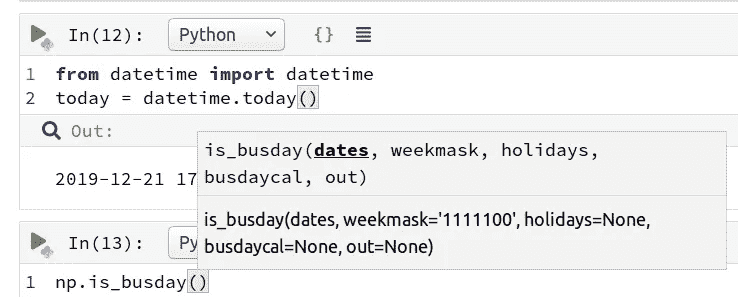 In(12): Python {}
1 from datetime import datetime
2 today = datetime.today()
Out:
is_busday(dates, weekmask, holidays,
busdaycal, out)
2019-12-21 17
is_busday(dates, weekmask='1111100', holidays=None,
busdaycal=None, out=None)
In(13): Py
1 np.is_busday()